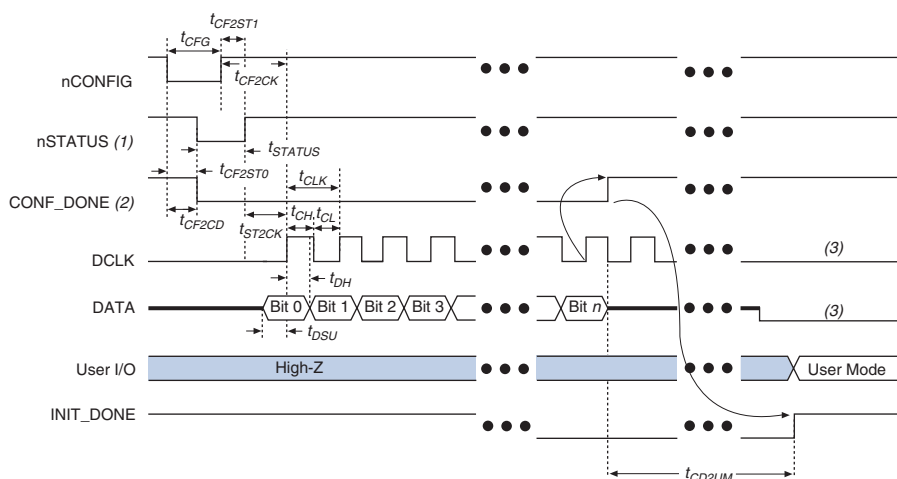 tCF2ST1
tCFG
nCONFIG
tCF2CK
nSTATUS (1)
tSTATUS
tCF2ST0
tCLK
CONF_DONE (2)
tCF2CD
tST2CK
tCH
tCL
DCLK
(3)
tDH
DATA
Bit 0
Bit 1
Bit 2
Bit 3
Bit n
(3)
tDSU
User I/O
High-Z
User Mode
INIT_DONE
tCD2UM